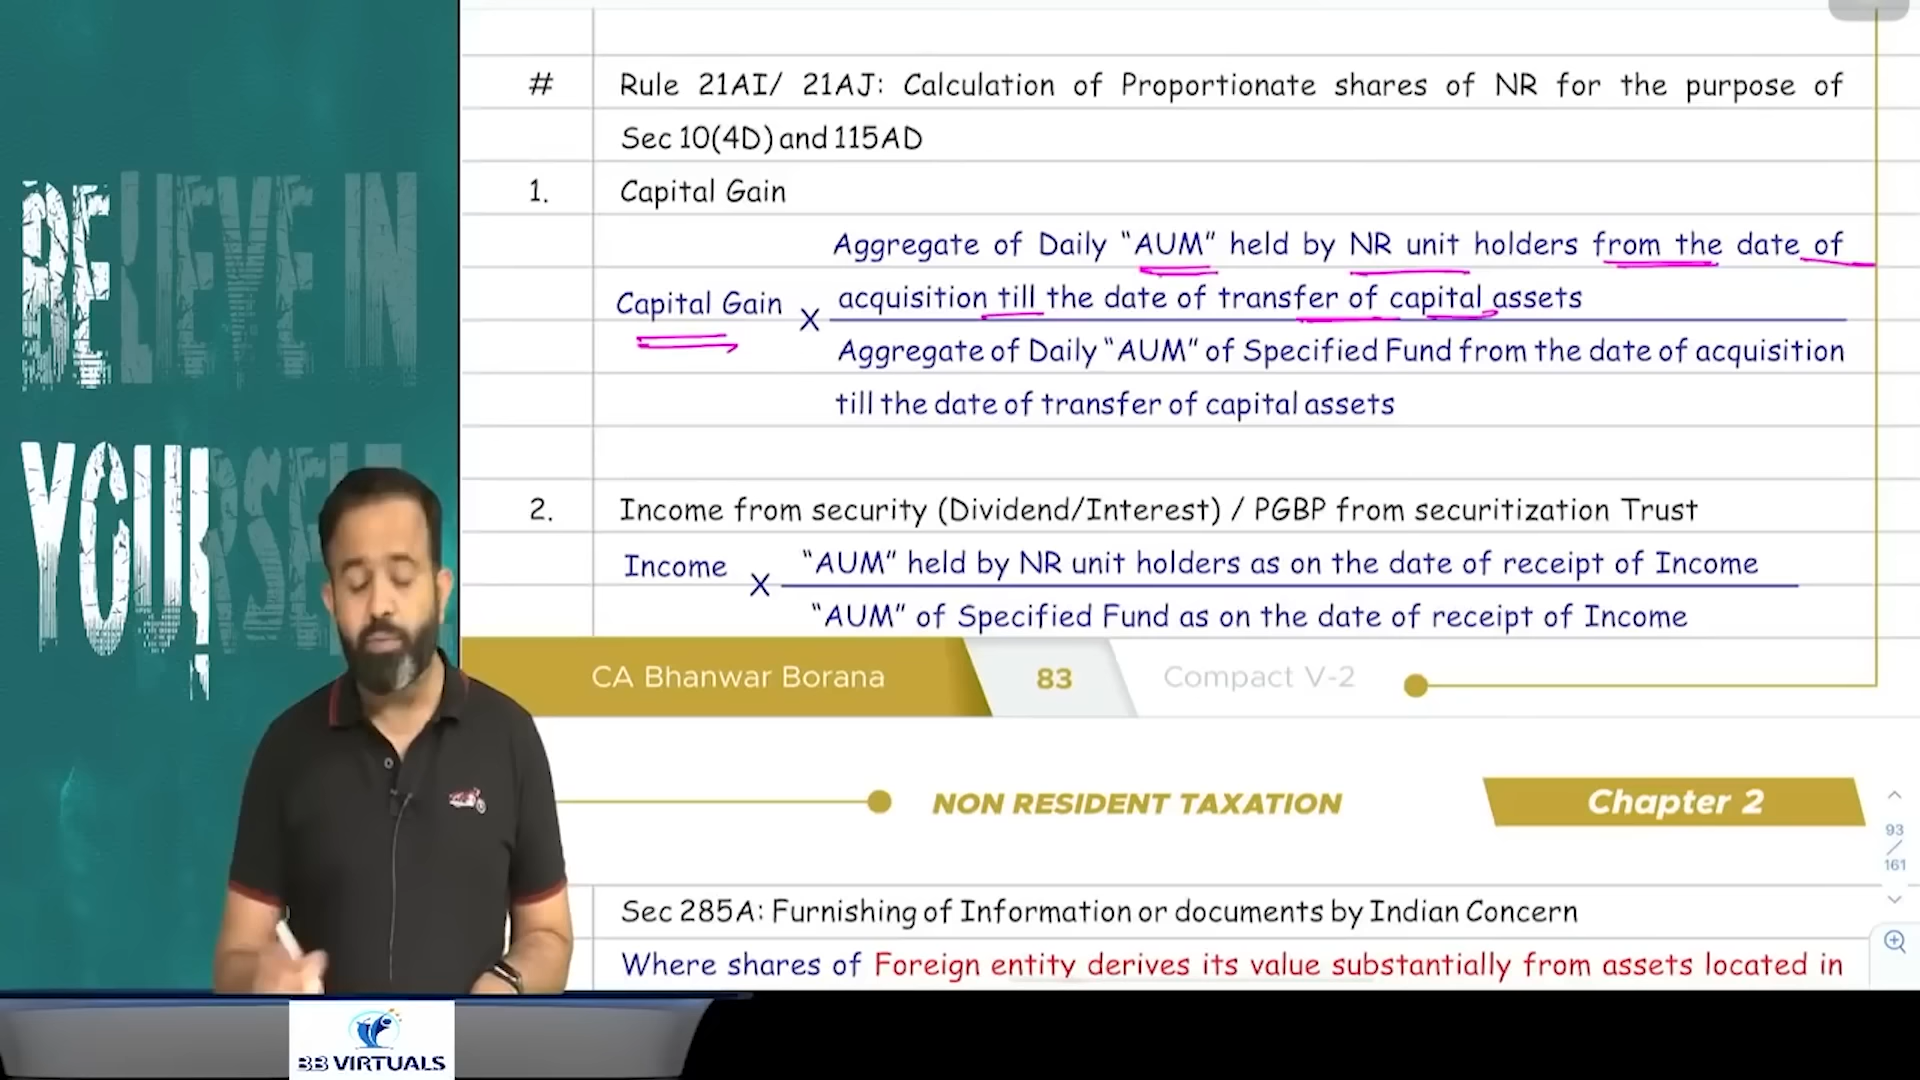 BELIEVE IN
YOURSELF
!
# Rule 21AI/ 21AJ: Calculation of Proportionate shares of NR for the purpose of
Sec 10(4D) and 115AD
1. Capital Gain
Aggregate of Daily “AUM” held by NR unit holders from the date of
Capital Gain X acquisition till the date of transfer of capital assets
Aggregate of Daily “AUM” of Specified Fund from the date of acquisition
till the date of transfer of capital assets
2. Income from security (Dividend/Interest) / PGBP from securitization Trust
Income X “AUM” held by NR unit holders as on the date of receipt of Income
“AUM” of Specified Fund as on the date of receipt of Income
CA Bhanwar Borana 83 Compact V-2
NON RESIDENT TAXATION Chapter 2
93
/
161
Sec 285A: Furnishing of Information or documents by Indian Concern
Where shares of Foreign entity derives its value substantially from assets located in
BB VIRTUALS